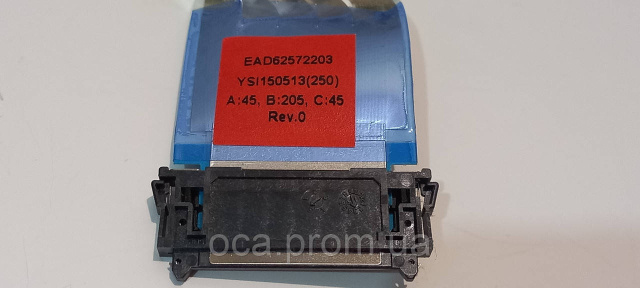 EAD62572203
YSI150513(250)
A:45, B:205, C:45
Rev.0
oca.prom.ua